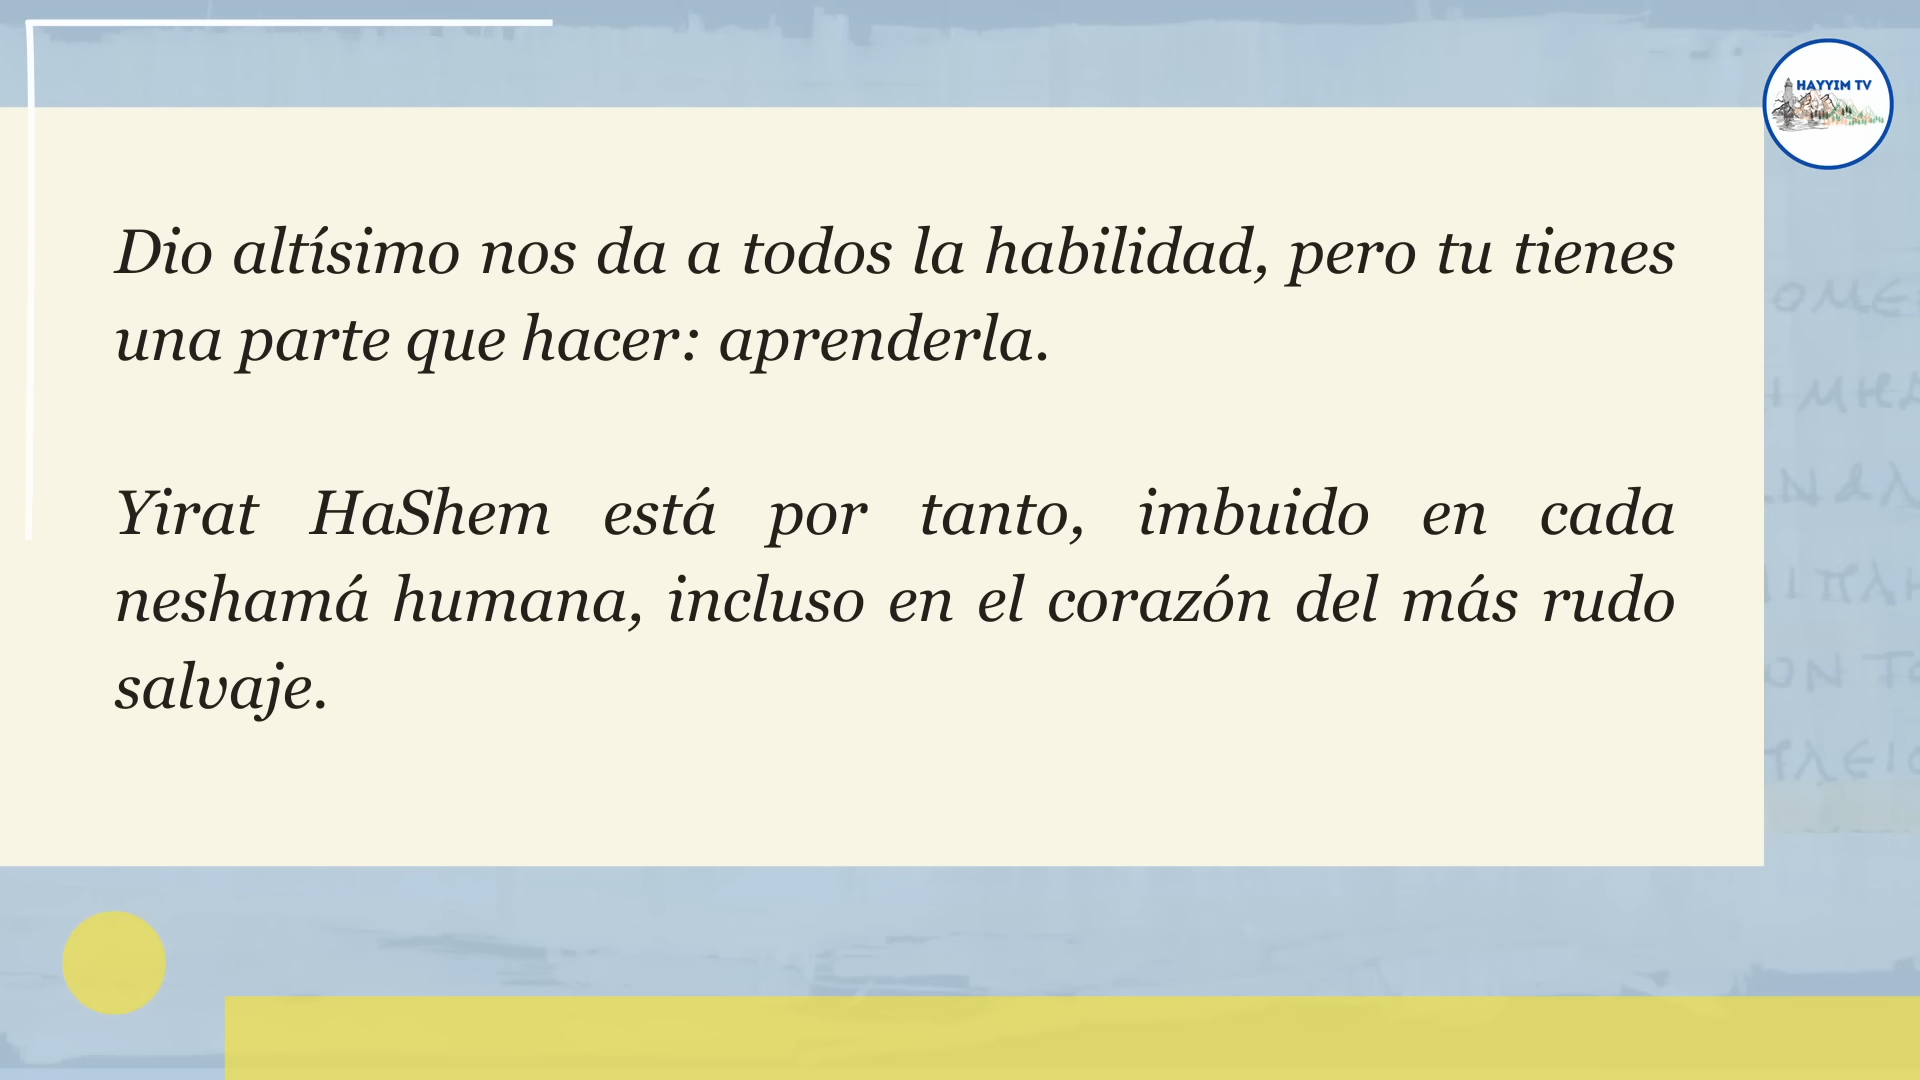 HAYYIM TV
Dio altísimo nos da a todos la habilidad, pero tu tienes
una parte que hacer: aprenderla.
Yirat HaShem está por tanto, imbuido en cada
neshamá humana, incluso en el corazón del más rudo
salvaje.